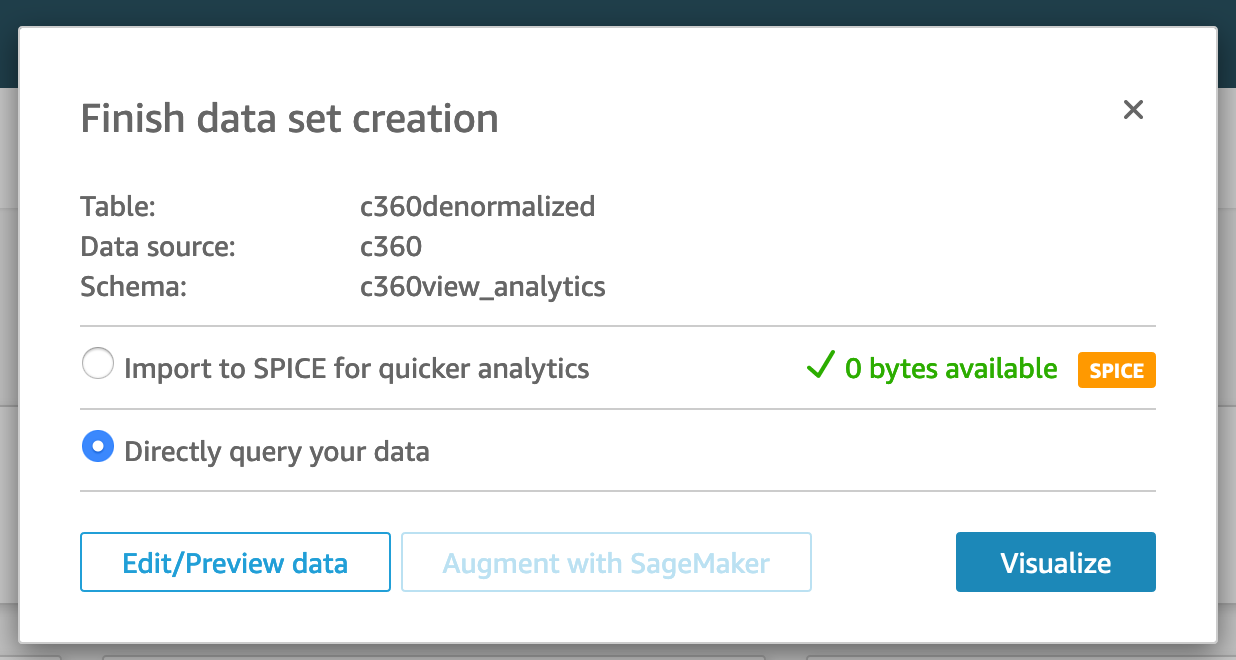 Finish data set creation
Table: c360denormalized
Data source: c360
Schema: c360view_analytics
Import to SPICE for quicker analytics 0 bytes available SPICE
Directly query your data
Edit/Preview data Augment with SageMaker Visualize